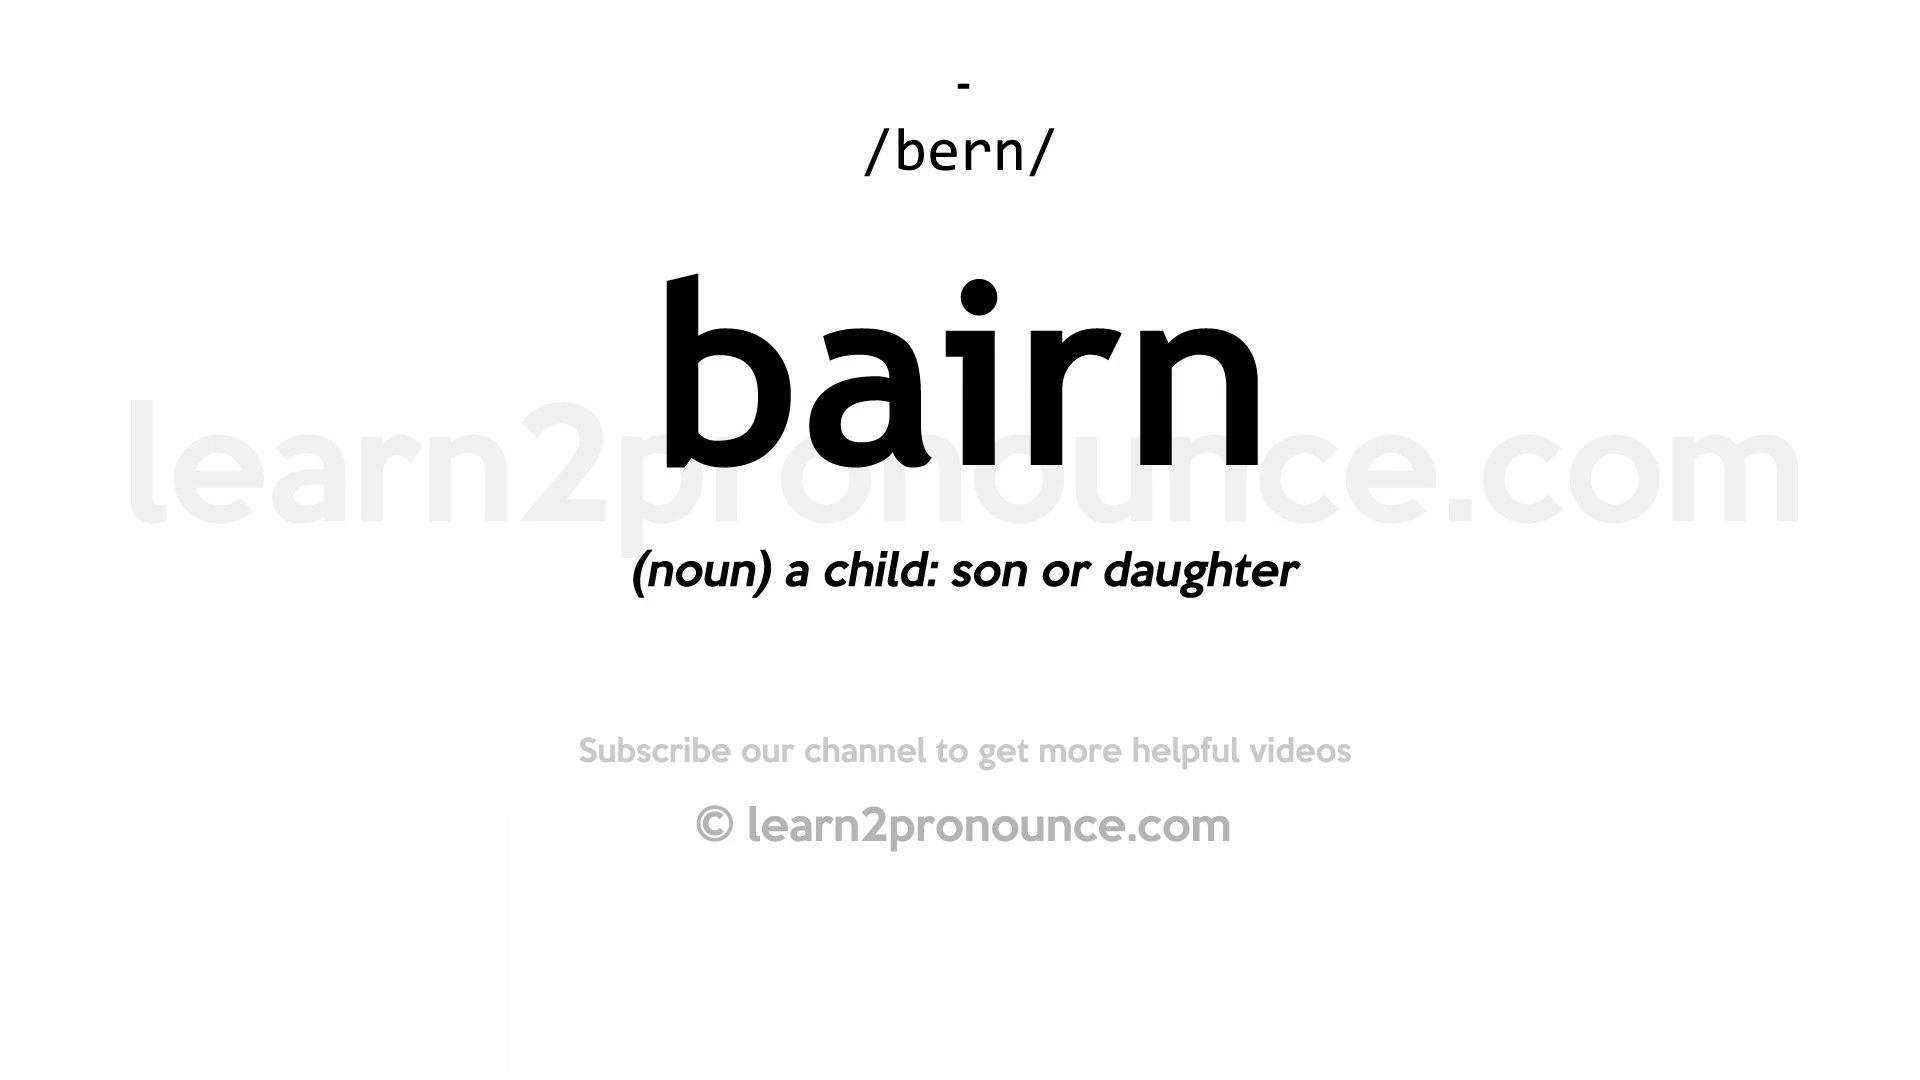 -
/bern/
bairn
learn2pronounce.com
(noun) a child: son or daughter
Subscribe our channel to get more helpful videos
© learn2pronounce.com